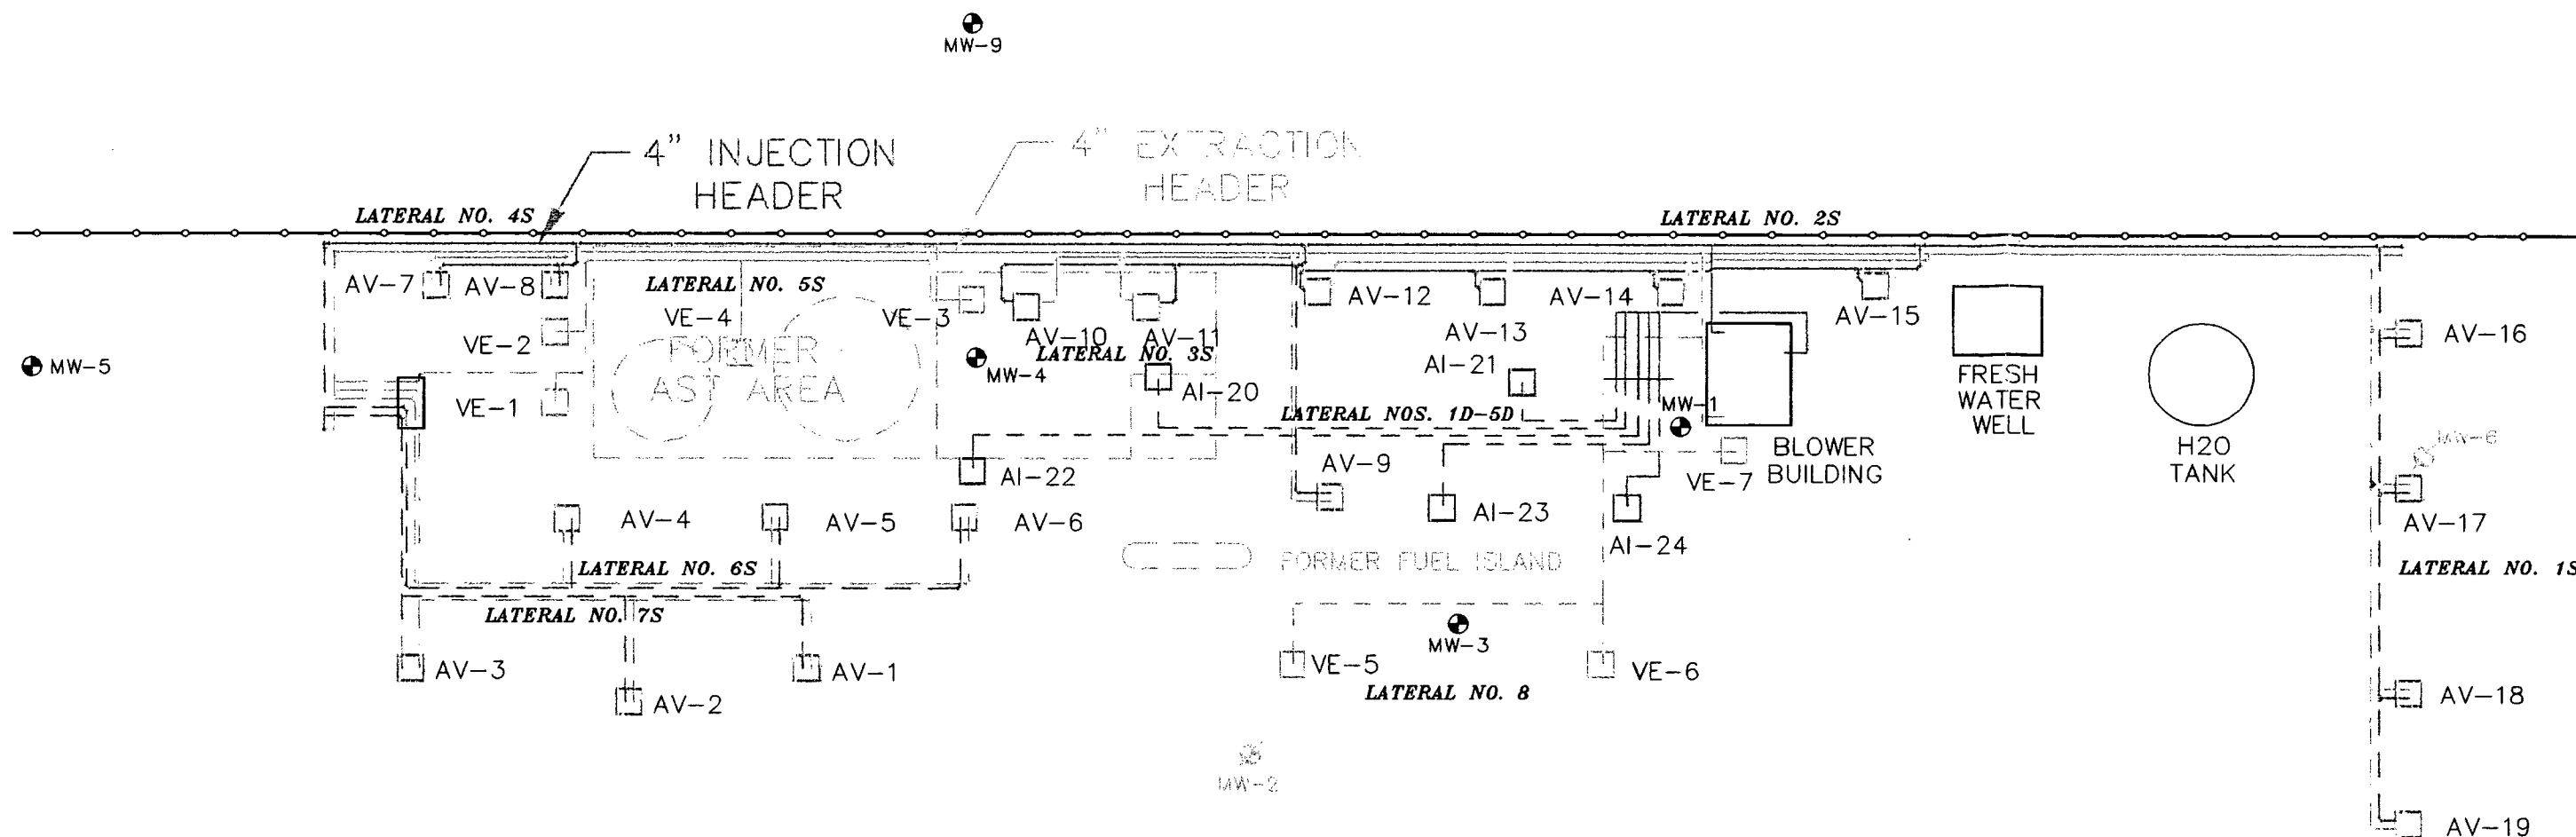 MW-9
4" INJECTION
HEADER
4" EXTRACTION
HEADER
LATERAL NO. 4S
LATERAL NO. 2S
AV-7
AV-8
LATERAL NO. 5S
VE-3
AV-12
AV-14
AV-15
VE-2
VE-4
AV-10
AV-11
AV-13
AV-16
MW-5
FORMER
AST AREA
LATERAL NO. 3S
MW-4
AI-21
AI-20
VE-1
MW-1
FRESH
WATER
WELL
LATERAL NOS. 1D-5D
BLOWER
BUILDING
H2O
TANK
MW-6
AI-22
AV-9
VE-7
AV-4
AV-5
AV-6
AI-23
AI-24
AV-17
FORMER FUEL ISLAND
LATERAL NO. 6S
LATERAL NO. 1S
LATERAL NO. 7S
MW-3
AV-3
AV-1
VE-5
VE-6
AV-2
LATERAL NO. 8
AV-18
MW-2
AV-19